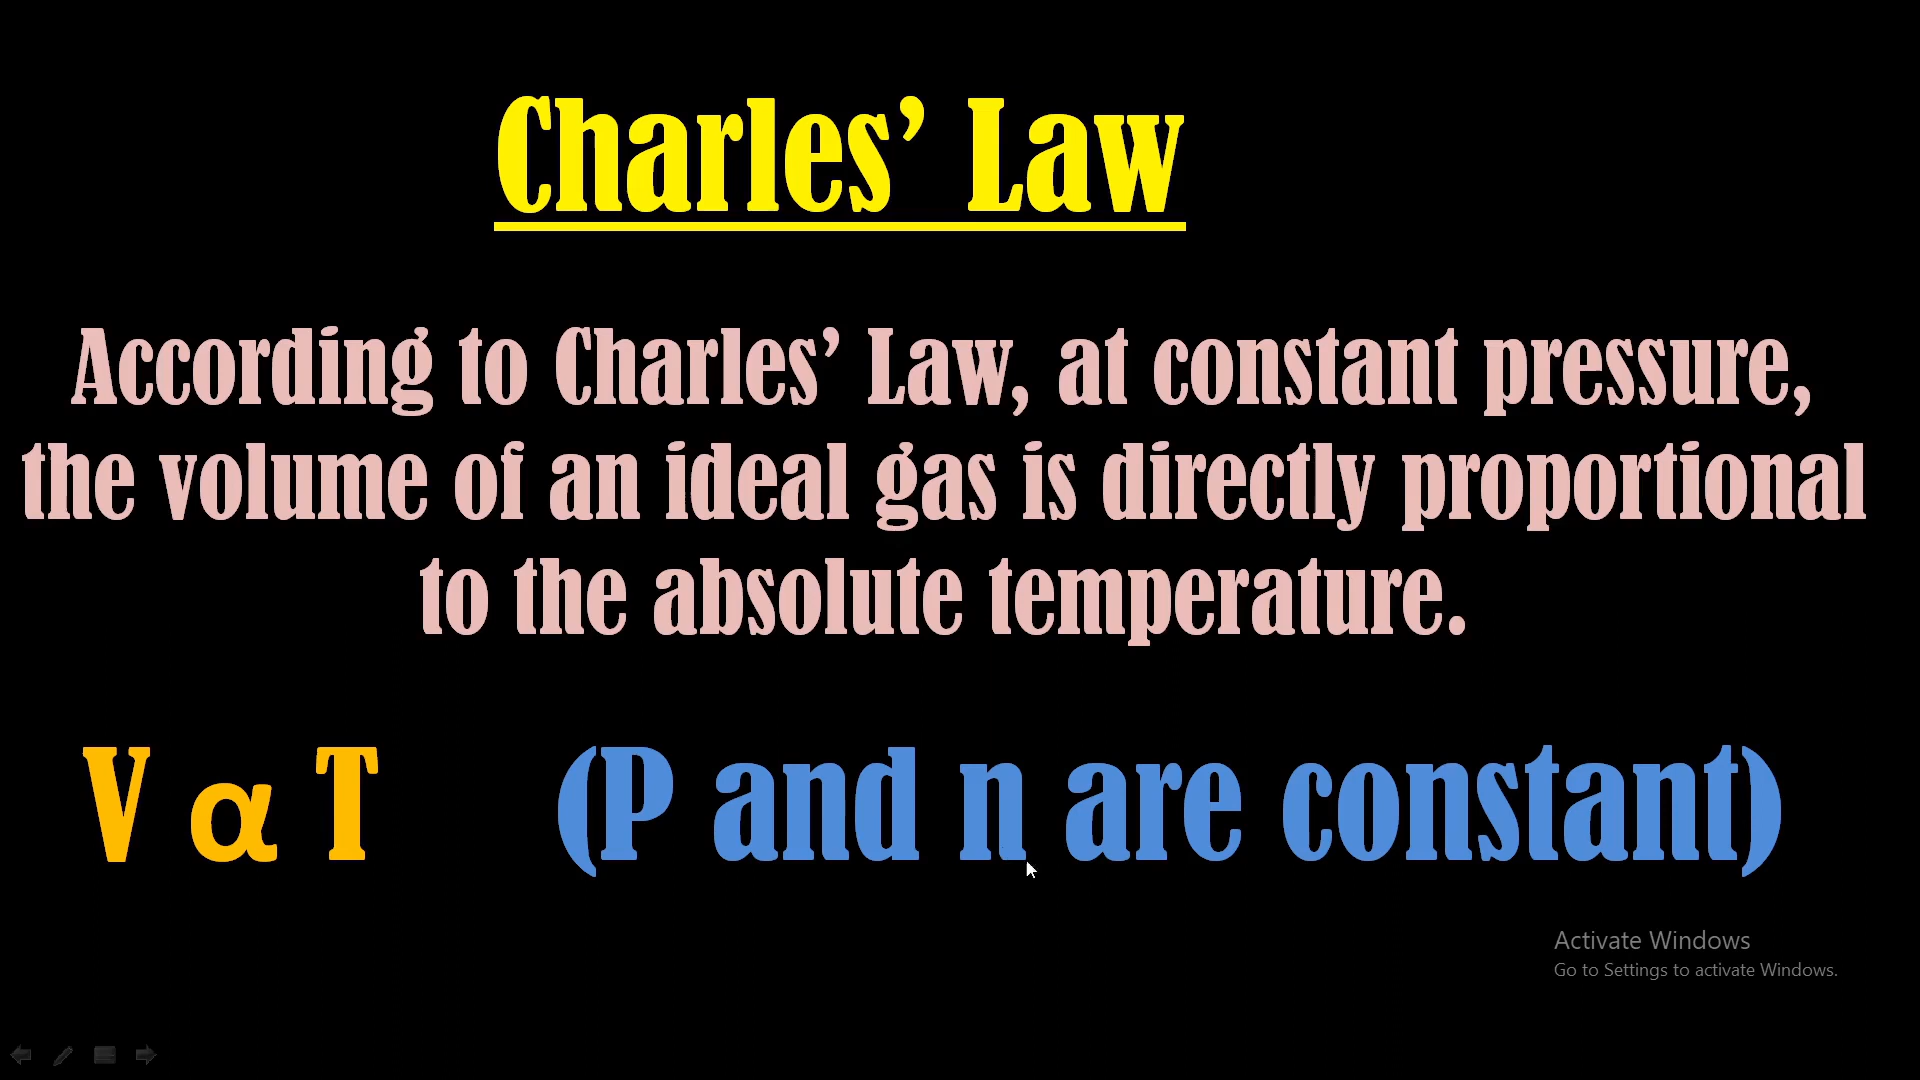 Charles’ Law
According to Charles’ Law, at constant pressure,
the volume of an ideal gas is directly proportional
to the absolute temperature.
V α T (P and n are constant)
Activate Windows
Go to Settings to activate Windows.